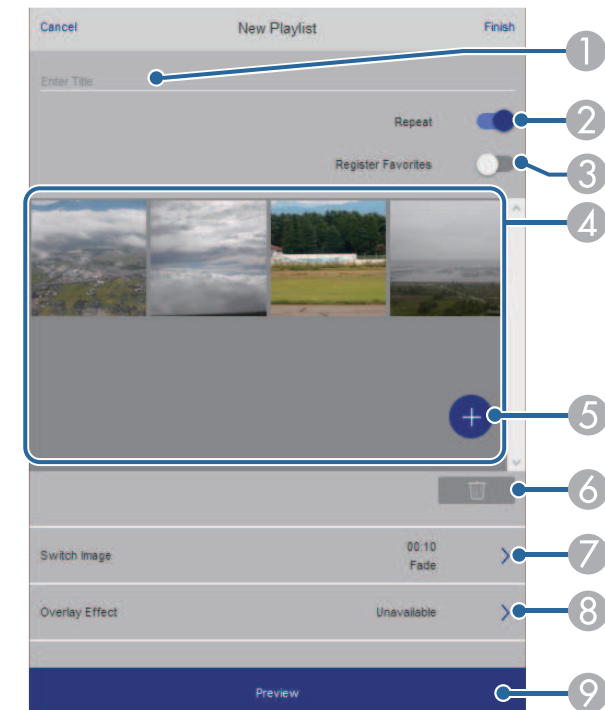 Cancel New Playlist Finish
Enter Title
1
Repeat
2
Register Favorites
3
4
+
5
6
Switch Image
00:10
Fade
7
Overlay Effect Unavailable
8
Preview
9